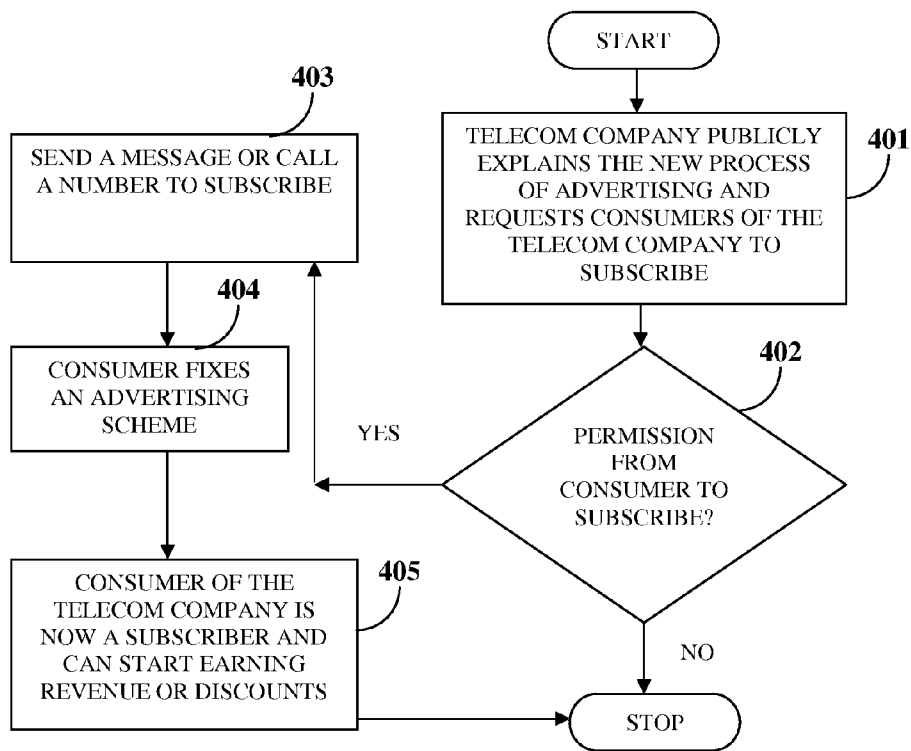 START
401
TELECOM COMPANY PUBLICLY
EXPLAINS THE NEW PROCESS
OF ADVERTISING AND
REQUESTS CONSUMERS OF THE
TELECOM COMPANY TO
SUBSCRIBE
402
PERMISSION
FROM
CONSUMER TO
SUBSCRIBE?
YES
NO
403
SEND A MESSAGE OR CALL
A NUMBER TO SUBSCRIBE
404
CONSUMER FIXES
AN ADVERTISING
SCHEME
405
CONSUMER OF THE
TELECOM COMPANY IS
NOW A SUBSCRIBER AND
CAN START EARNING
REVENUE OR DISCOUNTS
STOP